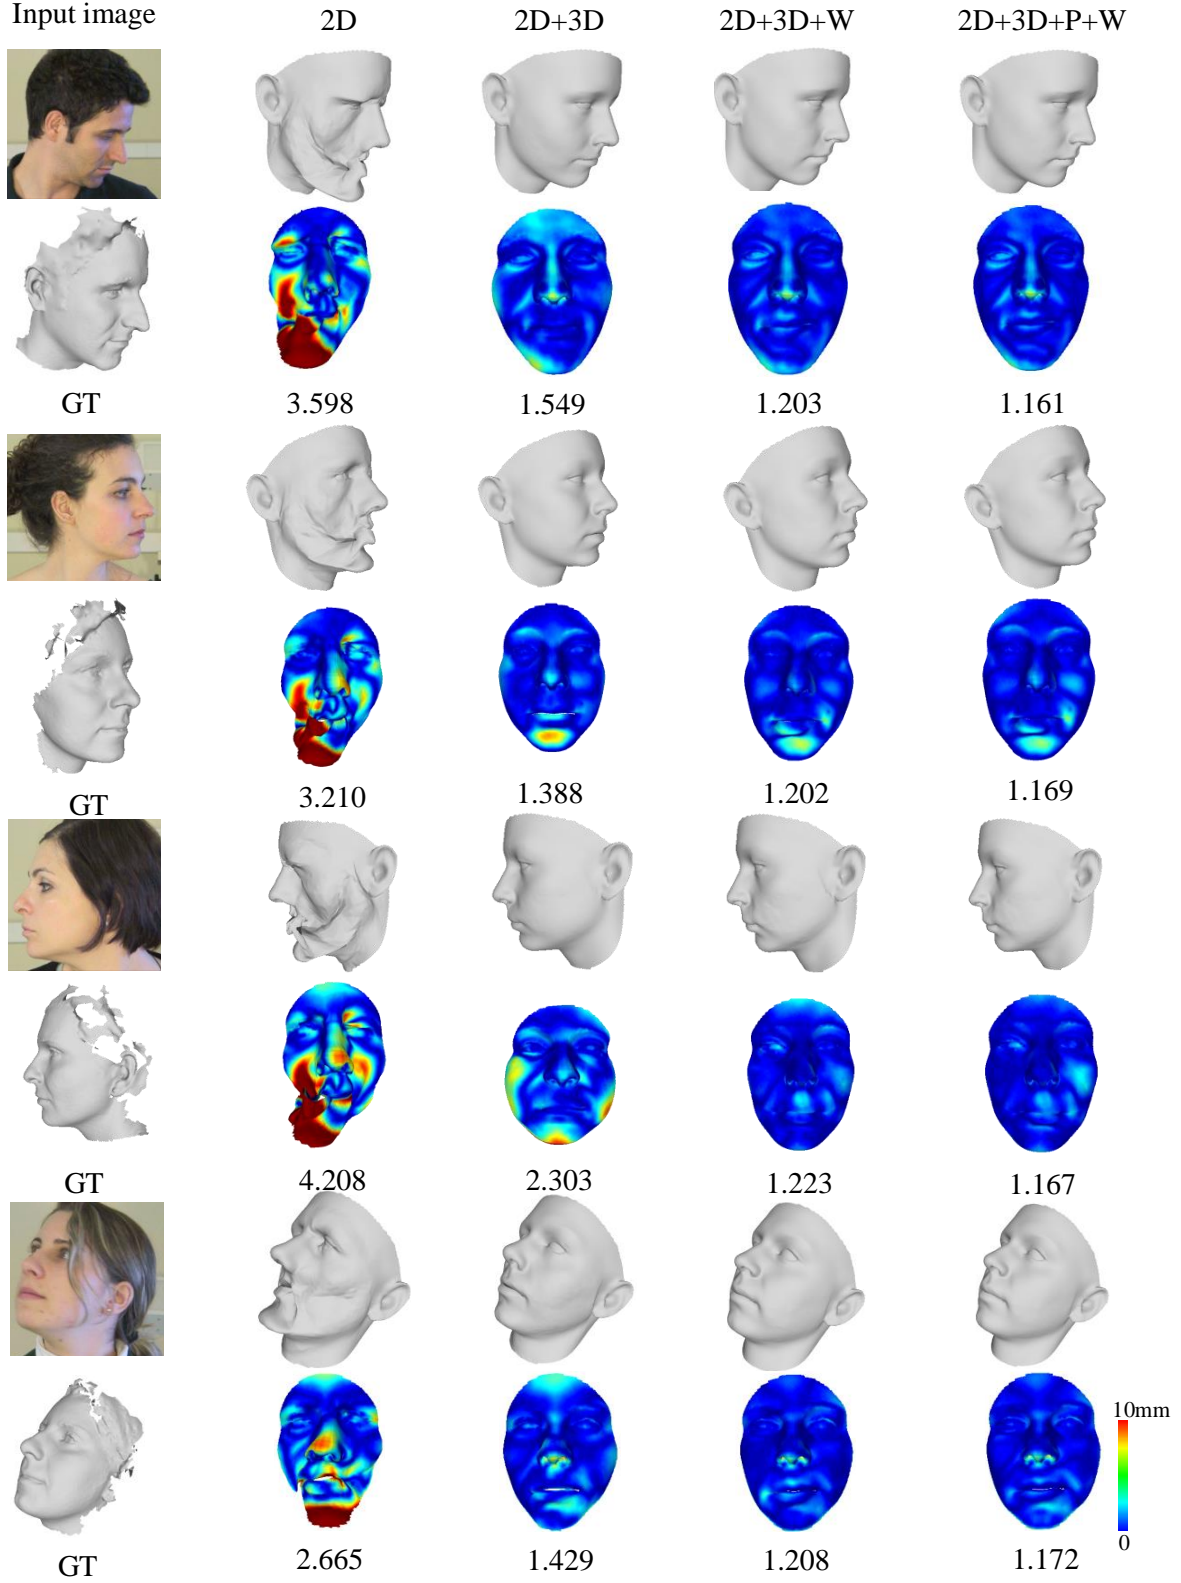 Input image 2D 2D+3D 2D+3D+W 2D+3D+P+W
GT 3.598 1.549 1.203 1.161
GT 3.210 1.388 1.202 1.169
GT 4.208 2.303 1.223 1.167
10mm
0
GT 2.665 1.429 1.208 1.172